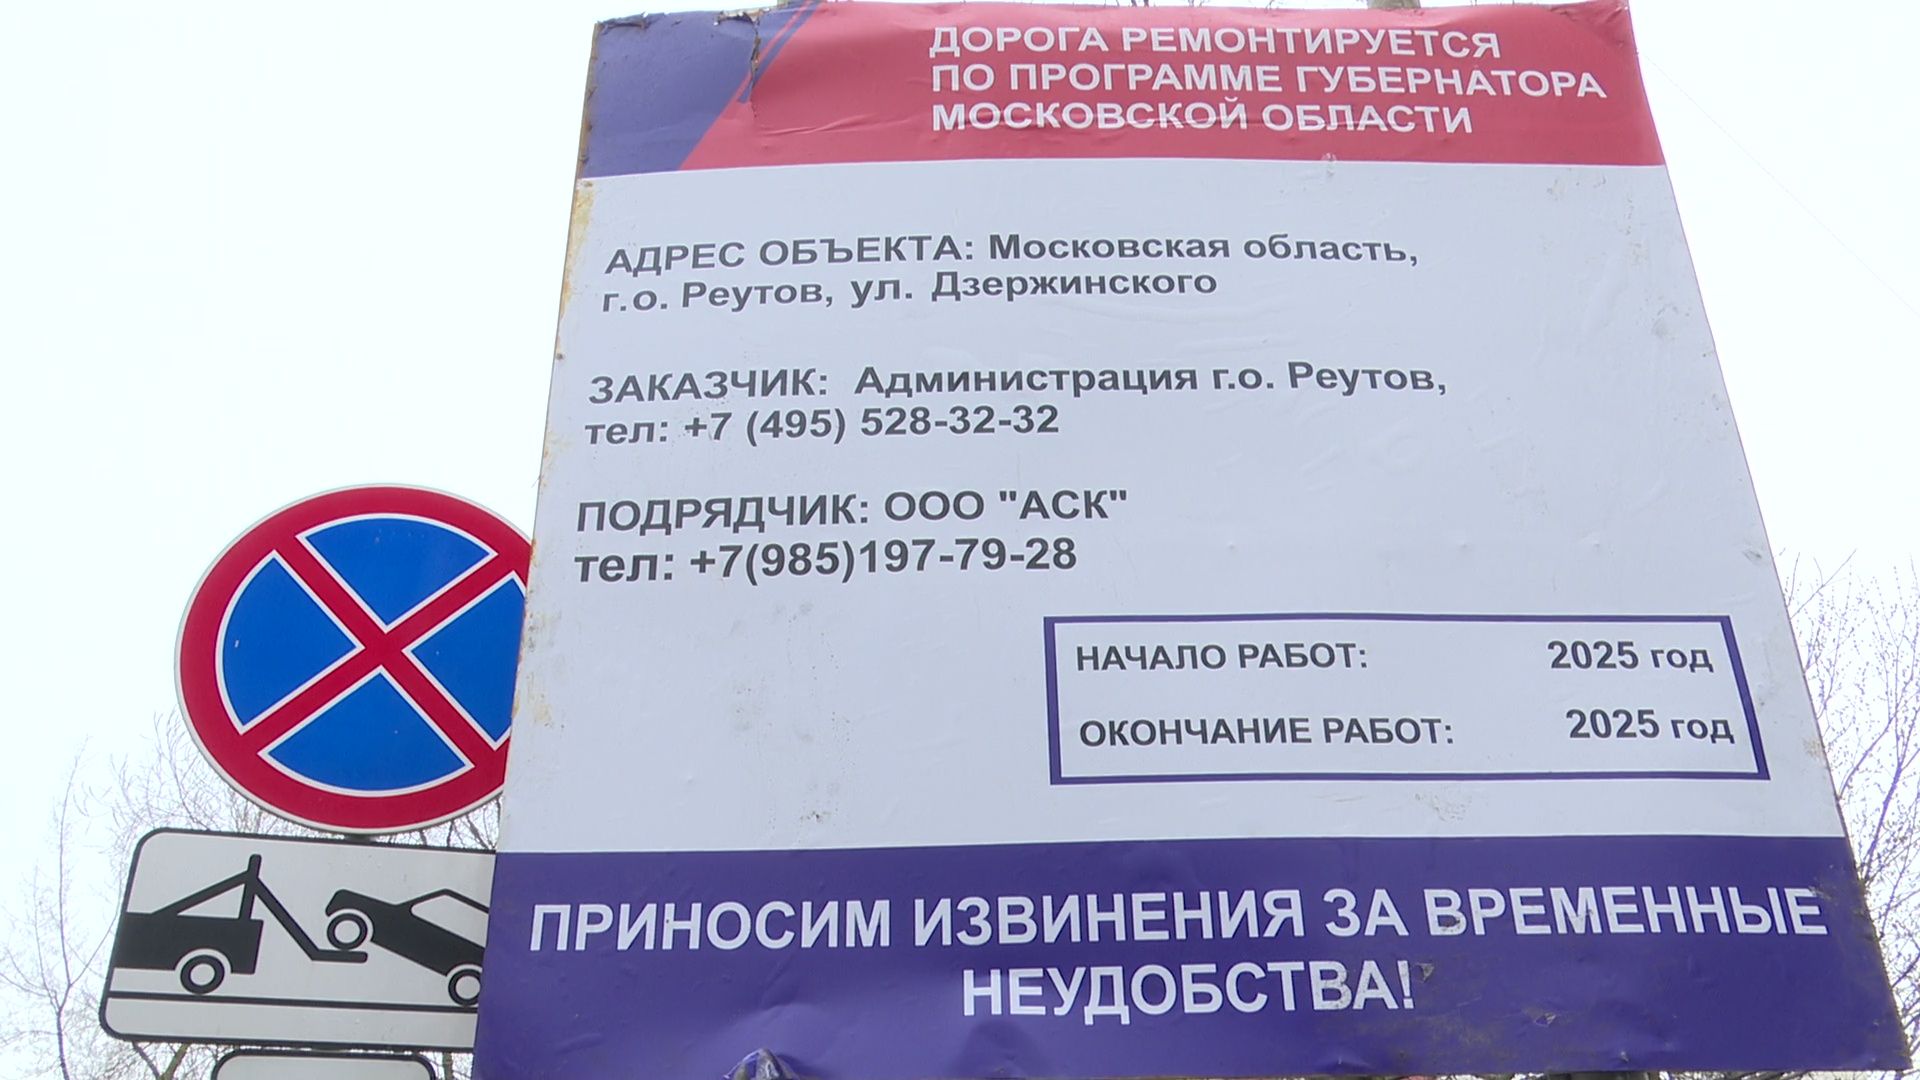 ДОРОГА РЕМОНТИРУЕТСЯ
ПО ПРОГРАММЕ ГУБЕРНАТОРА
МОСКОВСКОЙ ОБЛАСТИ
АДРЕС ОБЪЕКТА: Московская область,
г.о. Реутов, ул. Дзержинского
ЗАКАЗЧИК: Администрация г.о. Реутов,
тел: +7 (495) 528-32-32
ПОДРЯДЧИК: ООО "АСК"
тел: +7(985)197-79-28
НАЧАЛО РАБОТ: 2025 год
ОКОНЧАНИЕ РАБОТ: 2025 год
ПРИНОСИМ ИЗВИНЕНИЯ ЗА ВРЕМЕННЫЕ
НЕУДОБСТВА!